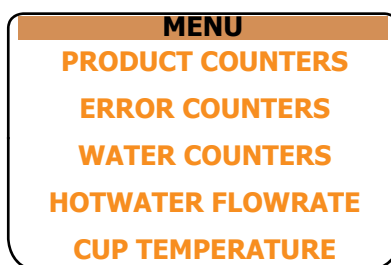 MENU
PRODUCT COUNTERS
ERROR COUNTERS
WATER COUNTERS
HOTWATER FLOWRATE
CUP TEMPERATURE